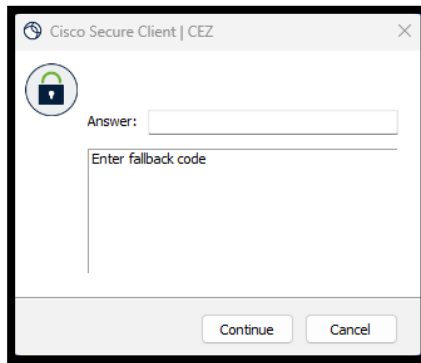 Cisco Secure Client | CEZ
Answer:
Enter fallback code
Continue Cancel